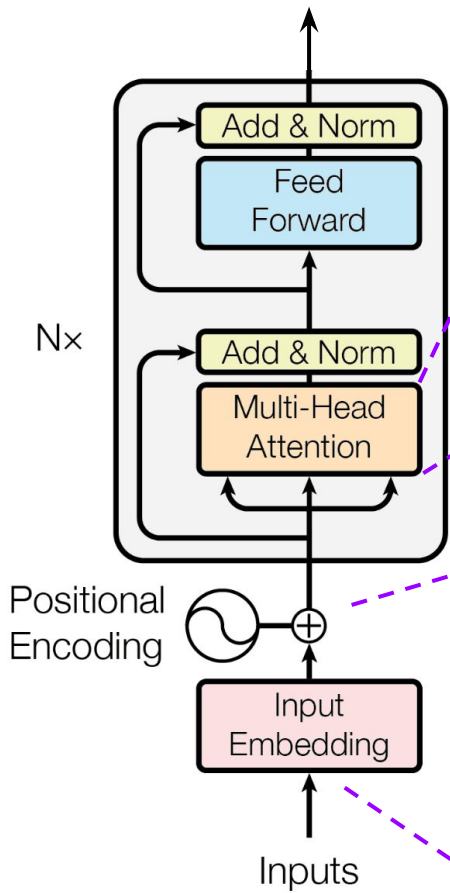 Add & Norm
Feed
Forward
N×
Add & Norm
Multi-Head
Attention
Positional
Encoding
Input
Embedding
Inputs